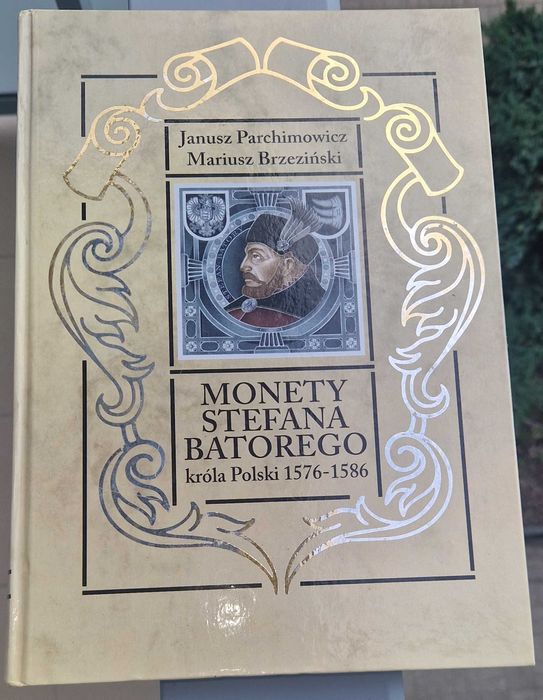 Janusz Parchimowicz
Mariusz Brzeziński
MONETY
STEFANA
BATOREGO
króla Polski 1576-1586